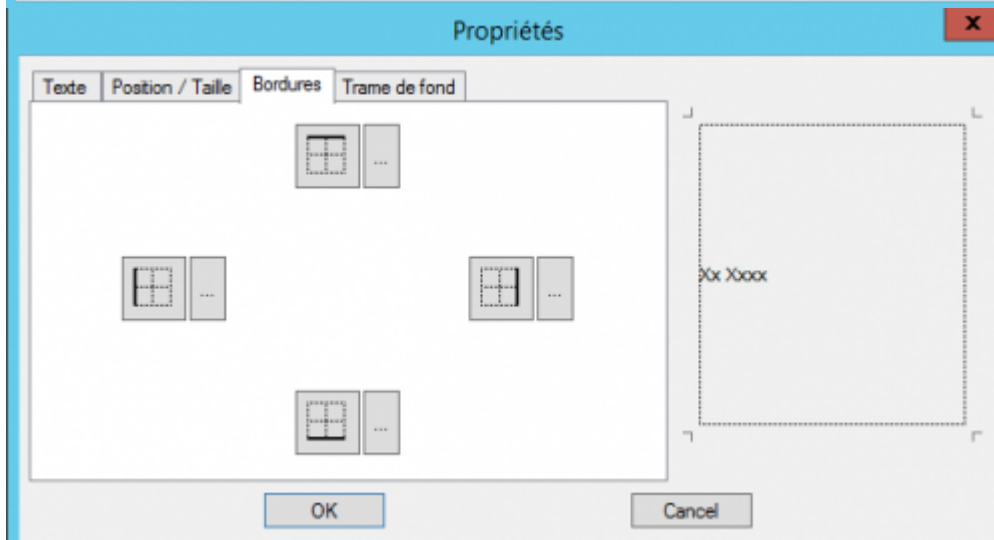 Propriétés
x
Texte Position / Taille Bordures Trame de fond
...
... ...
Xx Xxxx
...
OK Cancel